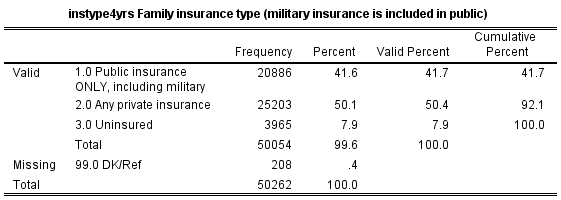 instype4yrs Family insurance type (military insurance is included in public)
Cumulative
Frequency Percent Valid Percent Percent
Valid 1.0 Public insurance 20886 41.6 41.7 41.7
ONLY, including military
2.0 Any private insurance 25203 50.1 50.4 92.1
3.0 Uninsured 3965 7.9 7.9 100.0
Total 50054 99.6 100.0
Missing 99.0 DK/Ref 208 .4
Total 50262 100.0